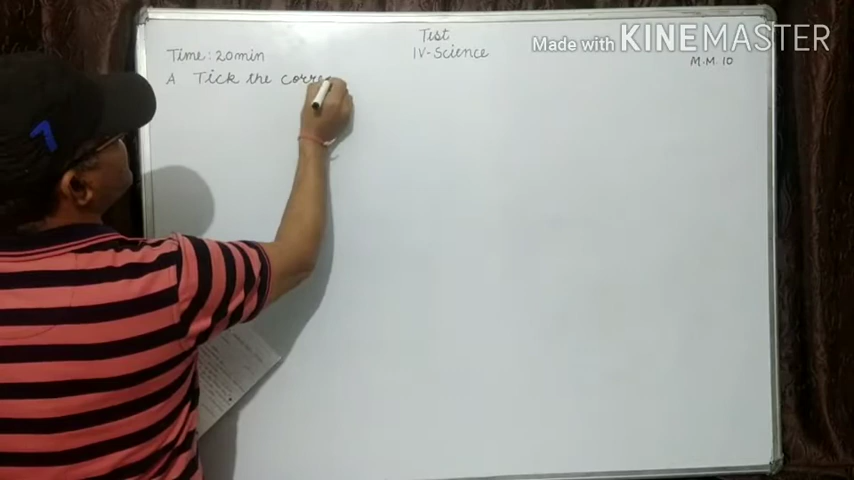 Test
Made with KINEMASTER
Time: 20min
IV-Science
M.M. 10
A Tick the corre